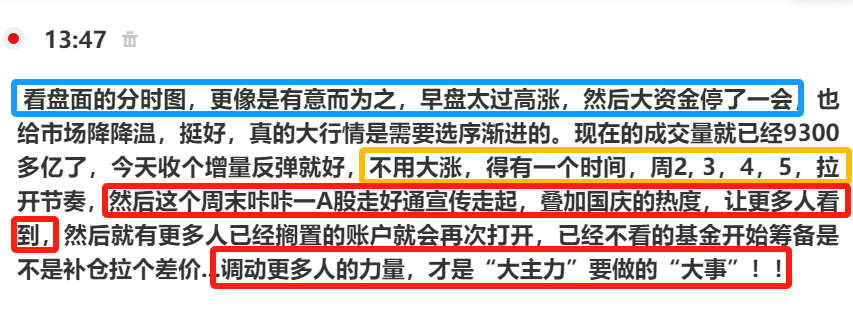 13:47
看盘面的分时图，更像是有意而为之，早盘太过高涨，然后大资金停了一会，也
给市场降降温，挺好，真的大行情是需要选序渐进的。现在的成交量就已经9300
多亿了，今天收个增量反弹就好，不用大涨，得有一个时间，周2, 3，4，5，拉
开节奏，然后这个周末咔咔一A股走好通宣传走起，叠加国庆的热度，让更多人看
到，然后就有更多人已经搁置的账户就会再次打开，已经不看的基金开始筹备是
不是补仓拉个差价...调动更多人的力量，才是“大主力”要做的“大事”！！